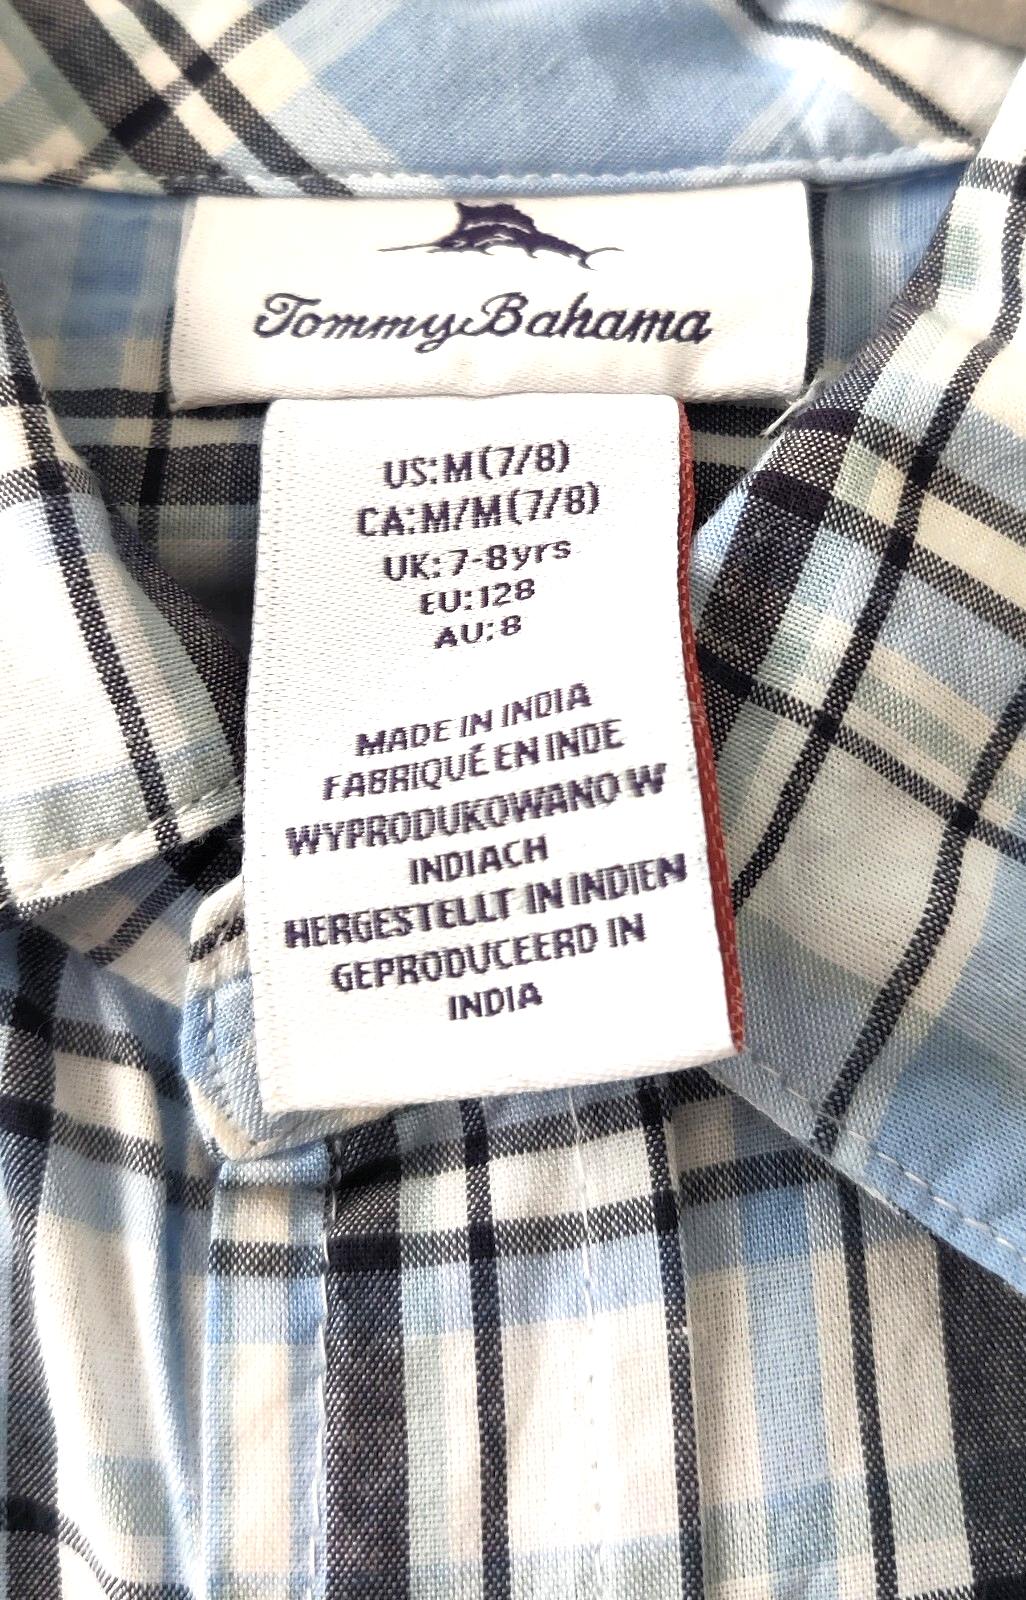 Tommy Bahama
US:M(7/8)
CA:M/M(7/8)
UK:7-8yrs
EU:128
AU:8
MADE IN INDIA
FABRIQUÉ EN INDE
WYPRODUKOWANO W
INDIACH
HERGESTELLT IN INDIEN
GEPRODUCEERD IN
INDIA